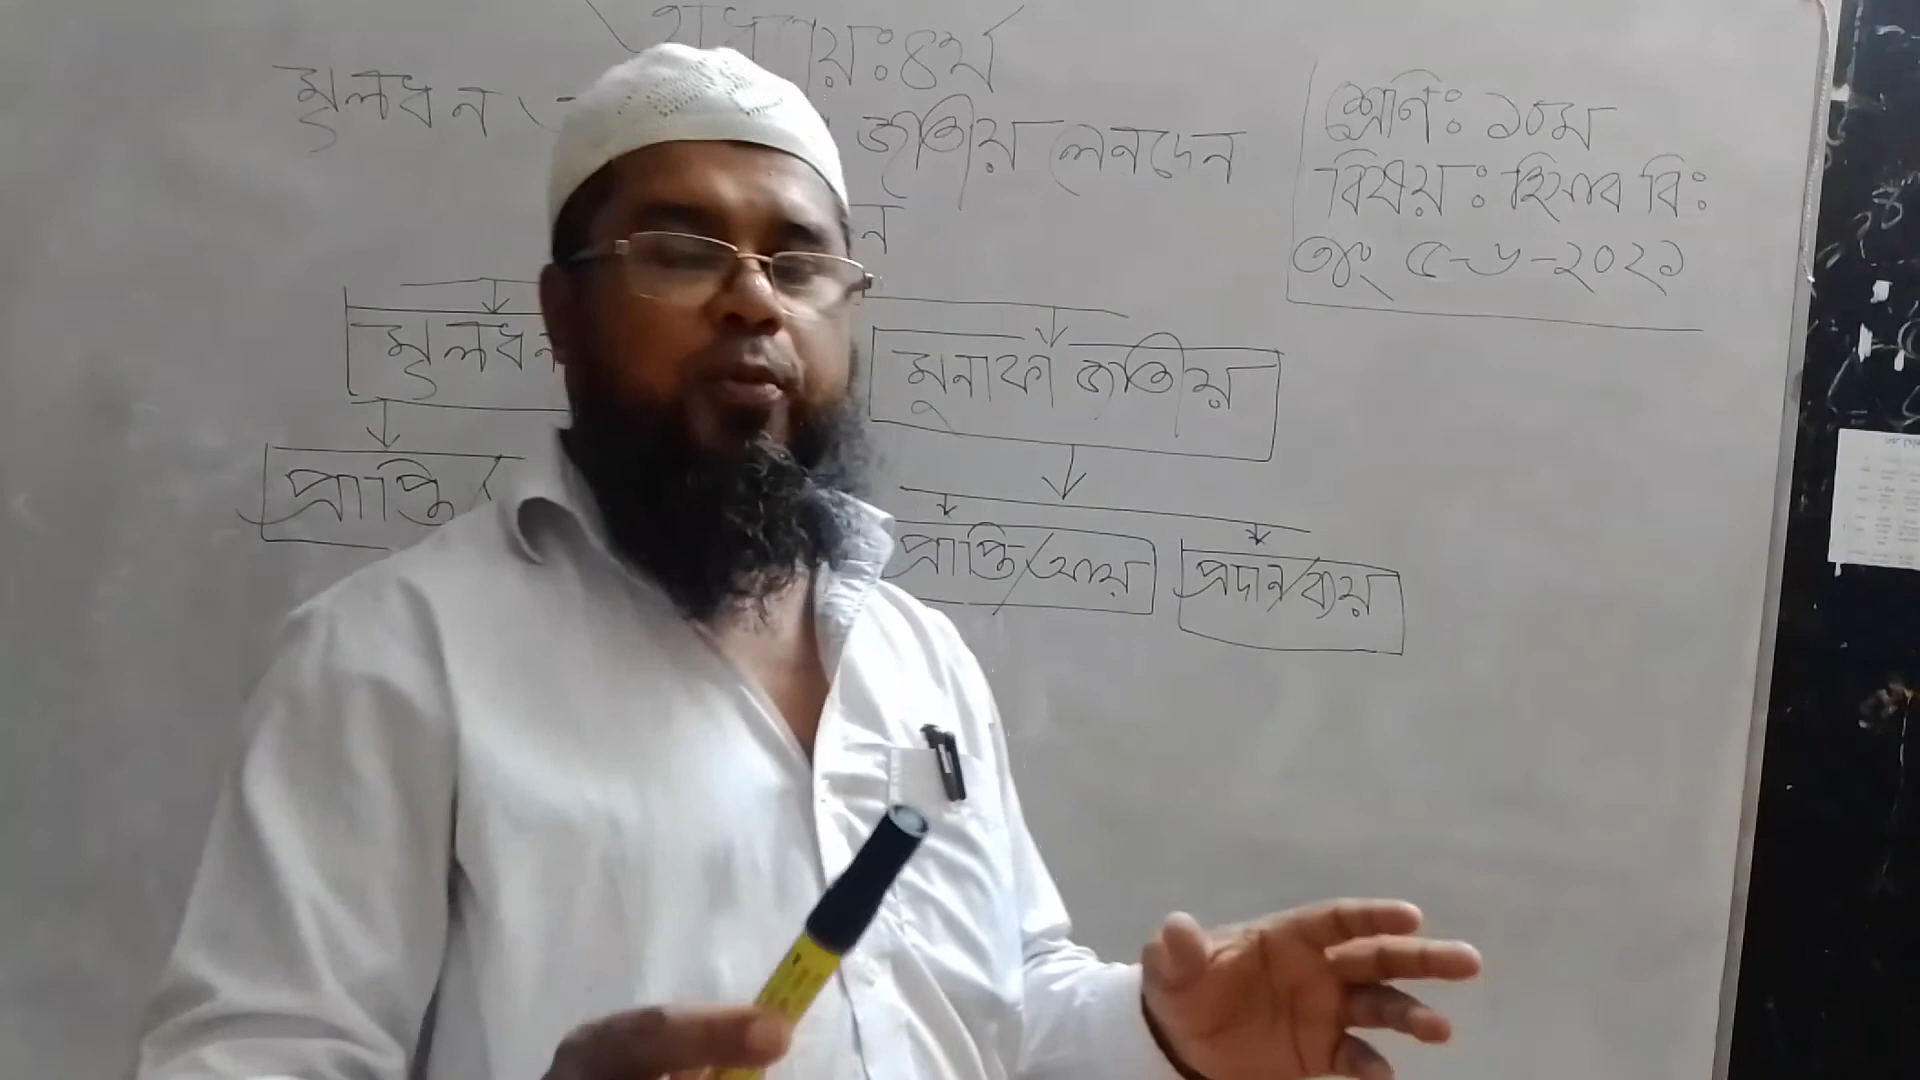 অধ্যায়ঃ ৪র্থ
মূলধন ও জাতীয় লেনদেন
ন
শ্রেণিঃ ১০ম
বিষয়ঃ হিসাব বিঃ
তাং ৫-৬-২০২১
মূলধন
মুনাফা জাতীয়
প্রাপ্তি/
প্রাপ্তি/আয়
প্রদান/ব্যয়